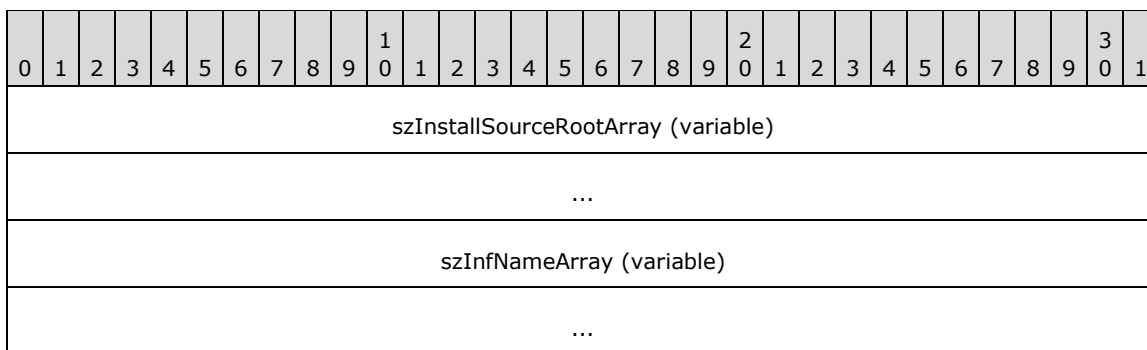 1 2 3
0 1 2 3 4 5 6 7 8 9 0 1 2 3 4 5 6 7 8 9 0 1 2 3 4 5 6 7 8 9 0 1
szInstallSourceRootArray (variable)
...
szInfNameArray (variable)
...